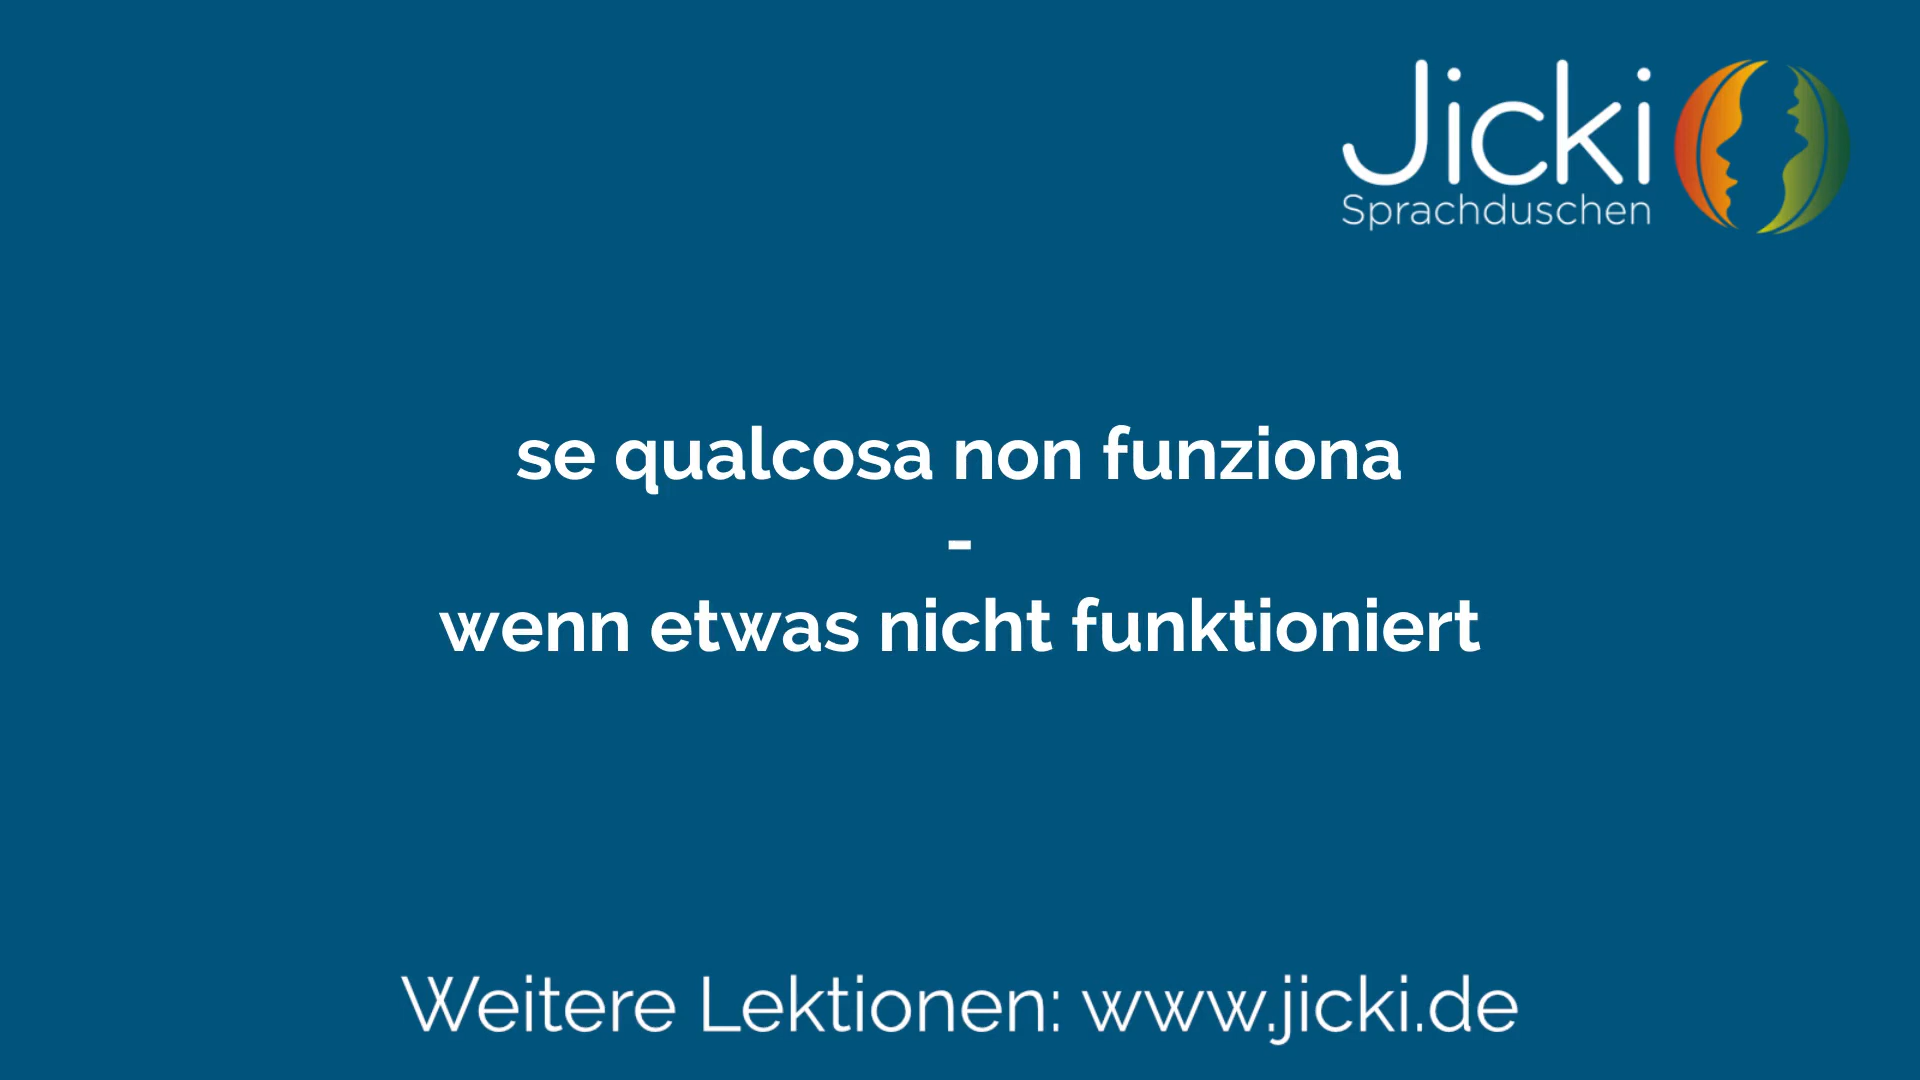 Jicki
Sprachduschen
se qualcosa non funziona
-
wenn etwas nicht funktioniert
Weitere Lektionen: www.jicki.de